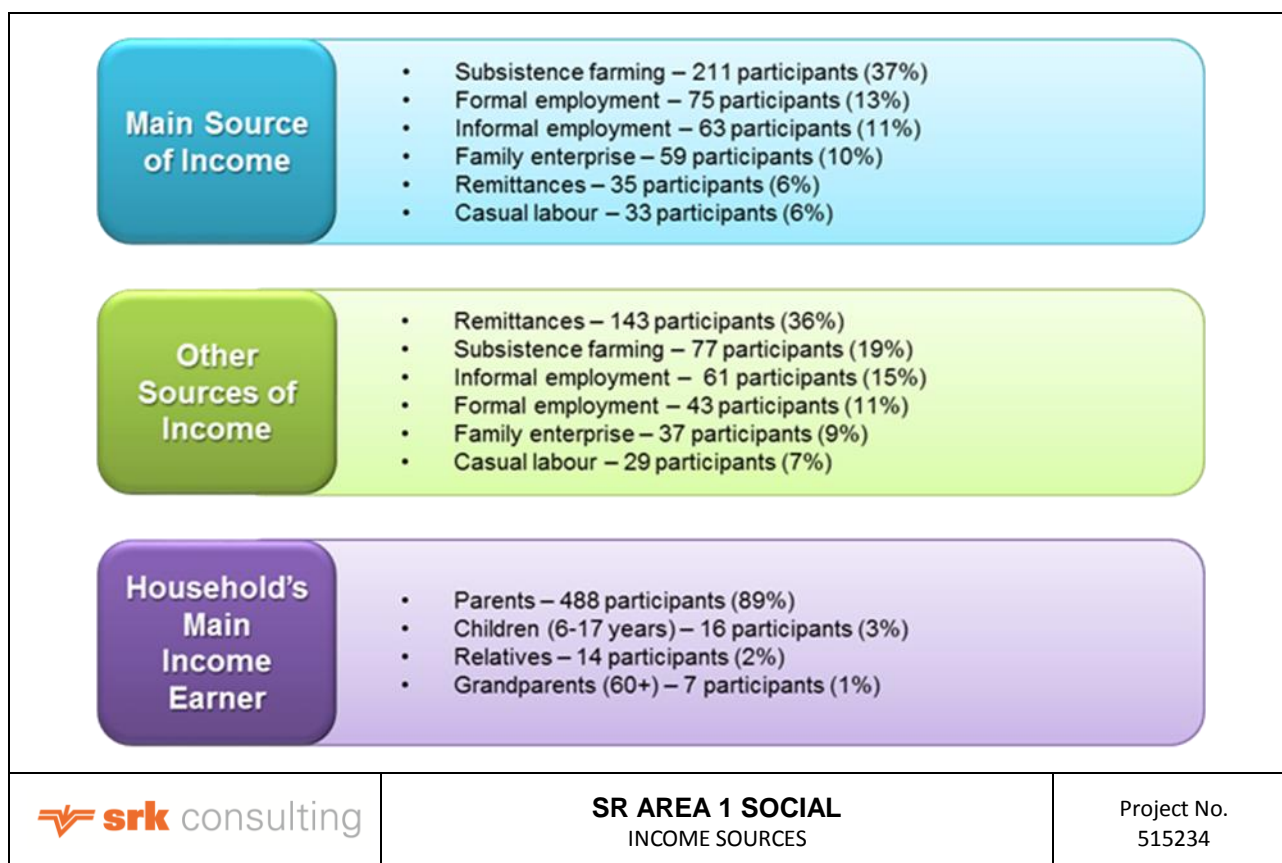 Main Source
of Income
• Subsistence farming – 211 participants (37%)
• Formal employment – 75 participants (13%)
• Informal employment – 63 participants (11%)
• Family enterprise – 59 participants (10%)
• Remittances – 35 participants (6%)
• Casual labour – 33 participants (6%)
Other
Sources of
Income
• Remittances – 143 participants (36%)
• Subsistence farming – 77 participants (19%)
• Informal employment – 61 participants (15%)
• Formal employment – 43 participants (11%)
• Family enterprise – 37 participants (9%)
• Casual labour – 29 participants (7%)
Household's
Main
Income
Earner
• Parents – 488 participants (89%)
• Children (6-17 years) – 16 participants (3%)
• Relatives – 14 participants (2%)
• Grandparents (60+) – 7 participants (1%)
srk consulting
SR AREA 1 SOCIAL
INCOME SOURCES
Project No.
515234